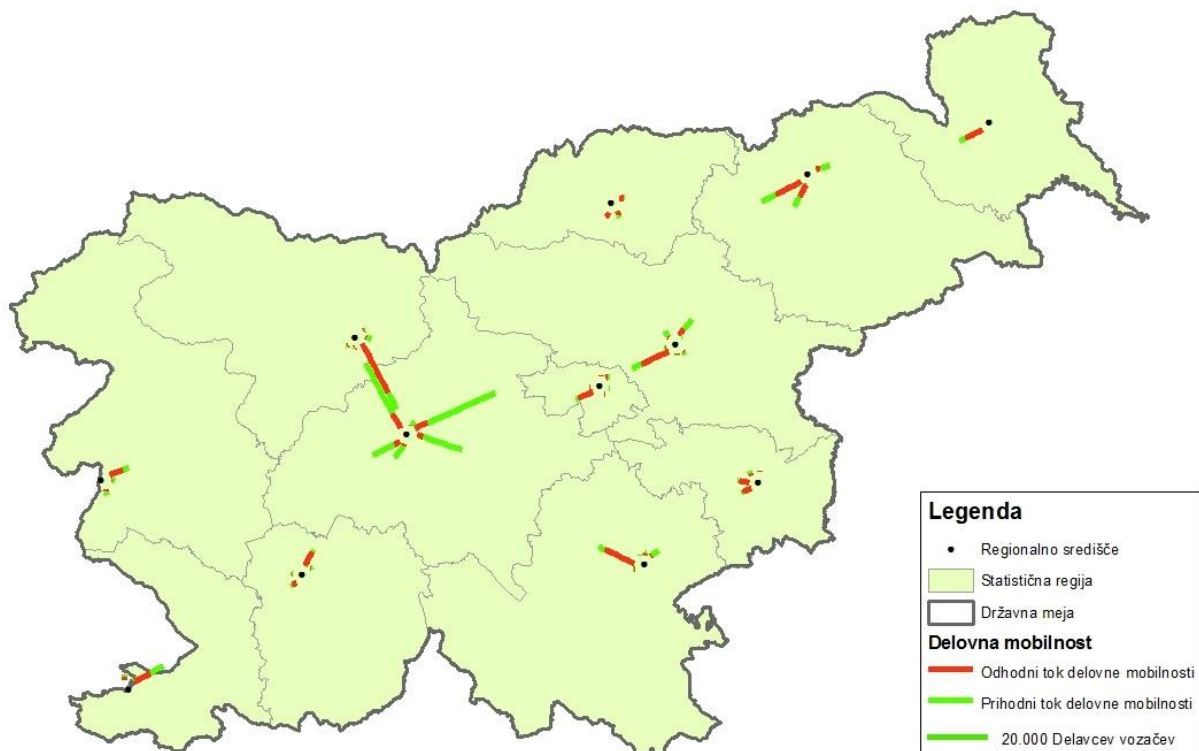 Legenda
Regionalno središče
Statistična regija
Državna meja
Delovna mobilnost
Odhodni tok delovne mobilnosti
Prihodni tok delovne mobilnosti
20.000 Delavcev vozačev